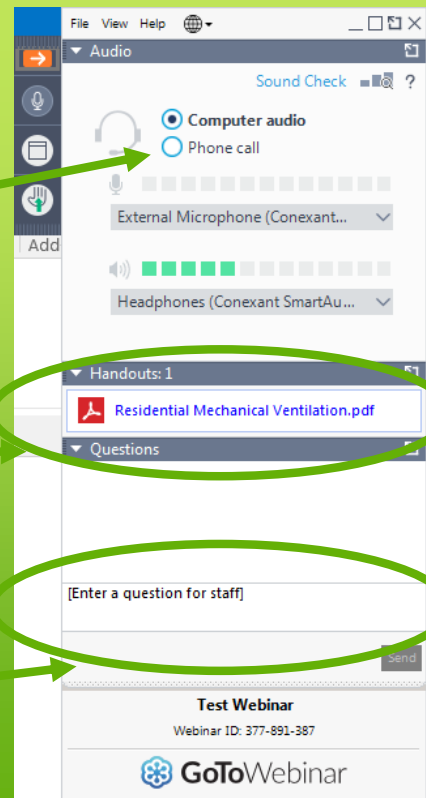 File View Help
Audio
Sound Check ?
Computer audio
Phone call
External Microphone (Conexant...
Headphones (Conexant SmartAu...
Add
Handouts: 1
Residential Mechanical Ventilation.pdf
Questions
[Enter a question for staff]
Send
Test Webinar
Webinar ID: 377-891-387
GoToWebinar